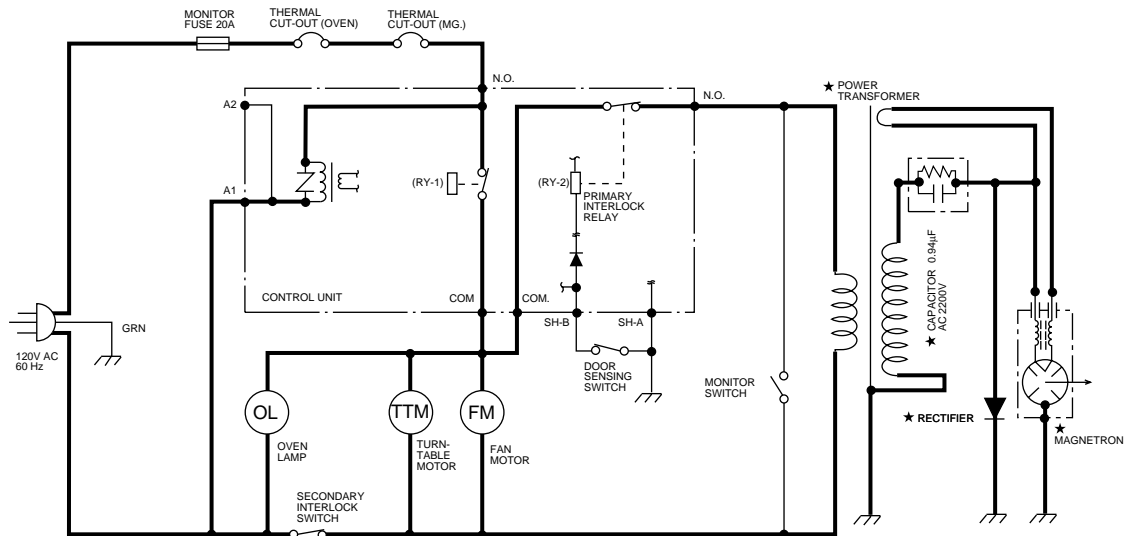 MONITOR
FUSE 20A
THERMAL
CUT-OUT (OVEN)
THERMAL
CUT-OUT (MG.)
N.O.
A2
N.O.
★ POWER
TRANSFORMER
A1
(RY-1)
(RY-2)
PRIMARY
INTERLOCK
RELAY
★ CAPACITOR 0.94µF
AC 2200V
CONTROL UNIT
COM
COM.
SH-B
SH-A
GRN
120V AC
60 Hz
DOOR
SENSING
SWITCH
MONITOR
SWITCH
OL
TTM
FM
OVEN
LAMP
TURN-
TABLE
MOTOR
FAN
MOTOR
★ RECTIFIER
★
MAGNETRON
SECONDARY
INTERLOCK
SWITCH